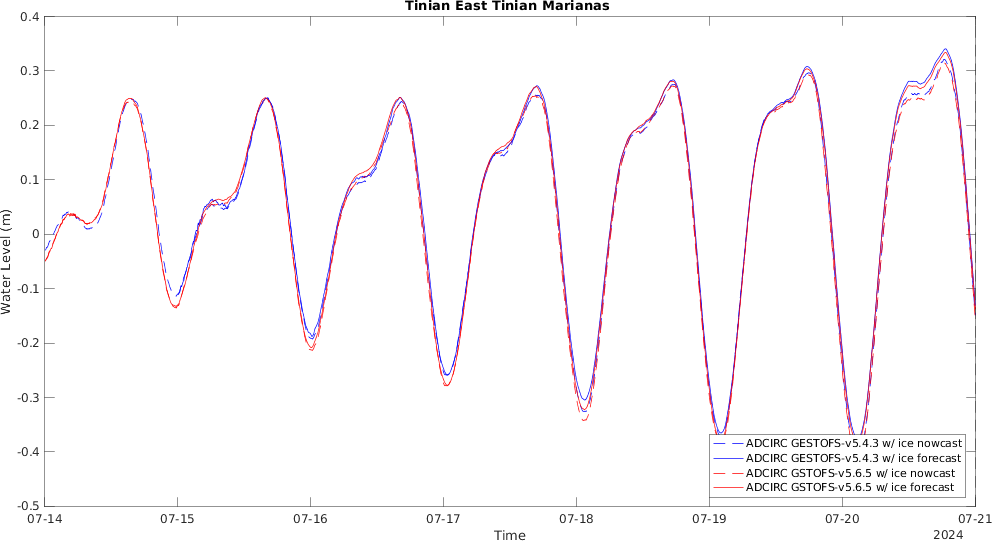 Tinian East Tinian Marianas
0.4
0.3
0.2
0.1
0
-0.1
-0.2
-0.3
-0.4
-0.5
Water Level (m)
ADCIRC GESTOFS-v5.4.3 w/ ice nowcast
ADCIRC GESTOFS-v5.4.3 w/ ice forecast
ADCIRC GSTOFS-v5.6.5 w/ ice nowcast
ADCIRC GSTOFS-v5.6.5 w/ ice forecast
07-14 07-15 07-16 07-17 07-18 07-19 07-20 07-21
Time
2024